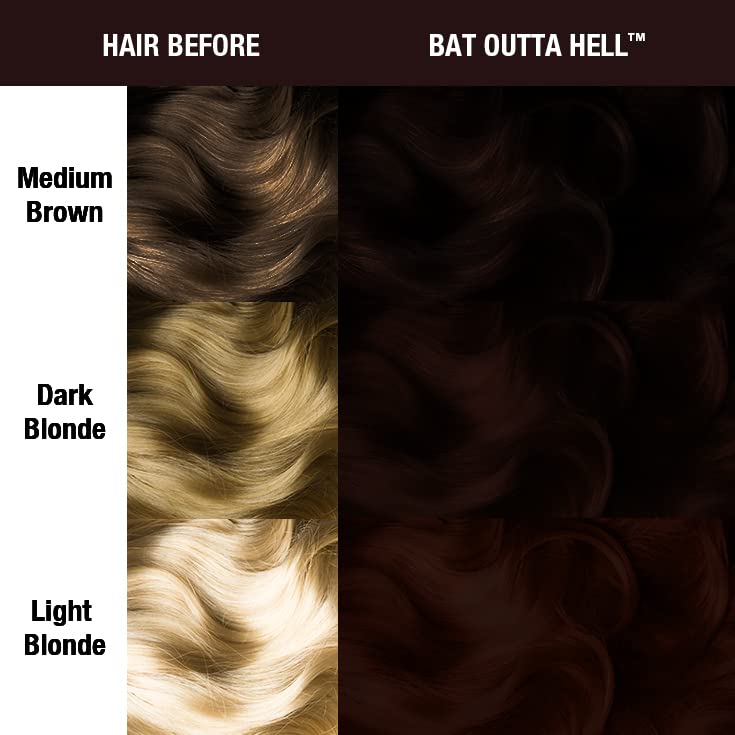 HAIR BEFORE
BAT OUTTA HELL™
Medium
Brown
Dark
Blonde
Light
Blonde